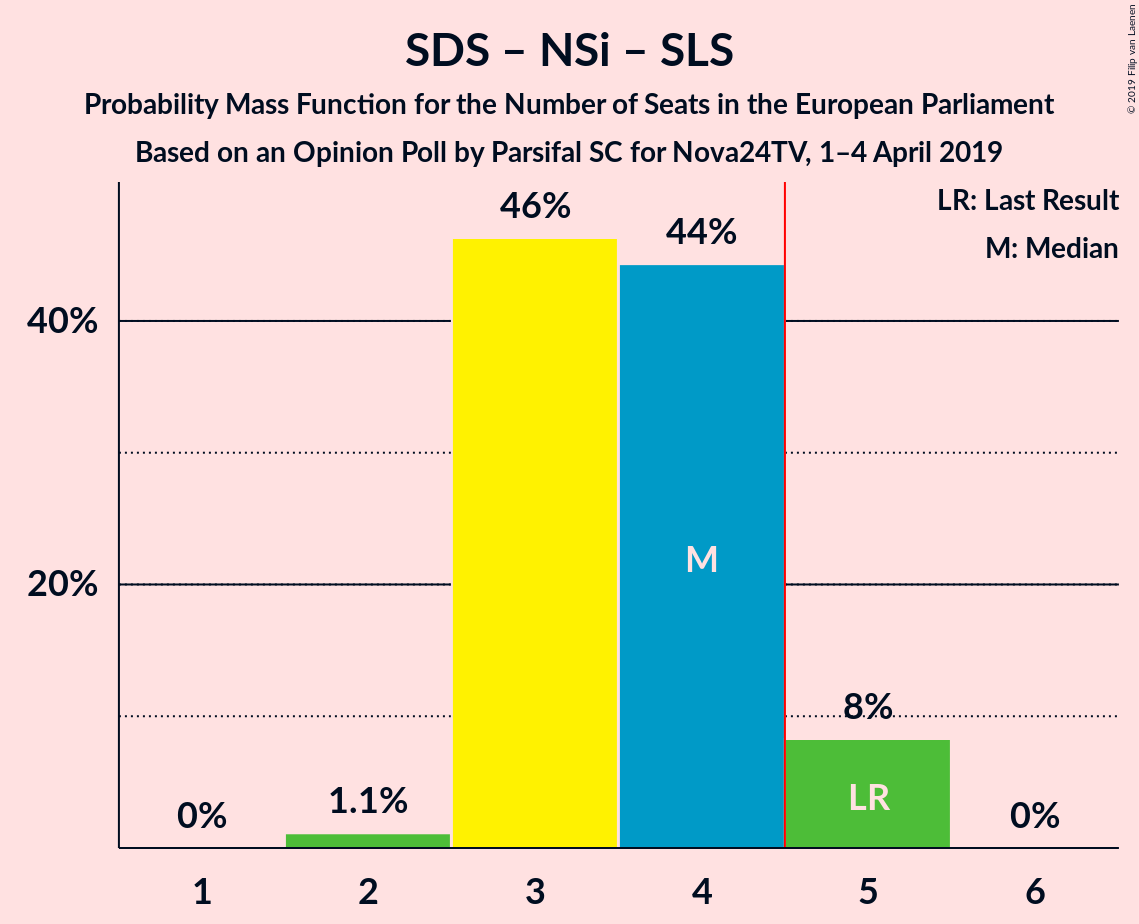 SDS – NSi – SLS
Probability Mass Function for the Number of Seats in the European Parliament
Based on an Opinion Poll by Parsifal SC for Nova24TV, 1–4 April 2019
© 2019 Filip van Laenen
LR: Last Result
M: Median
46%
44%
40%
M
20%
8%
LR
1.1%
0%
0%
1 2 3 4 5 6